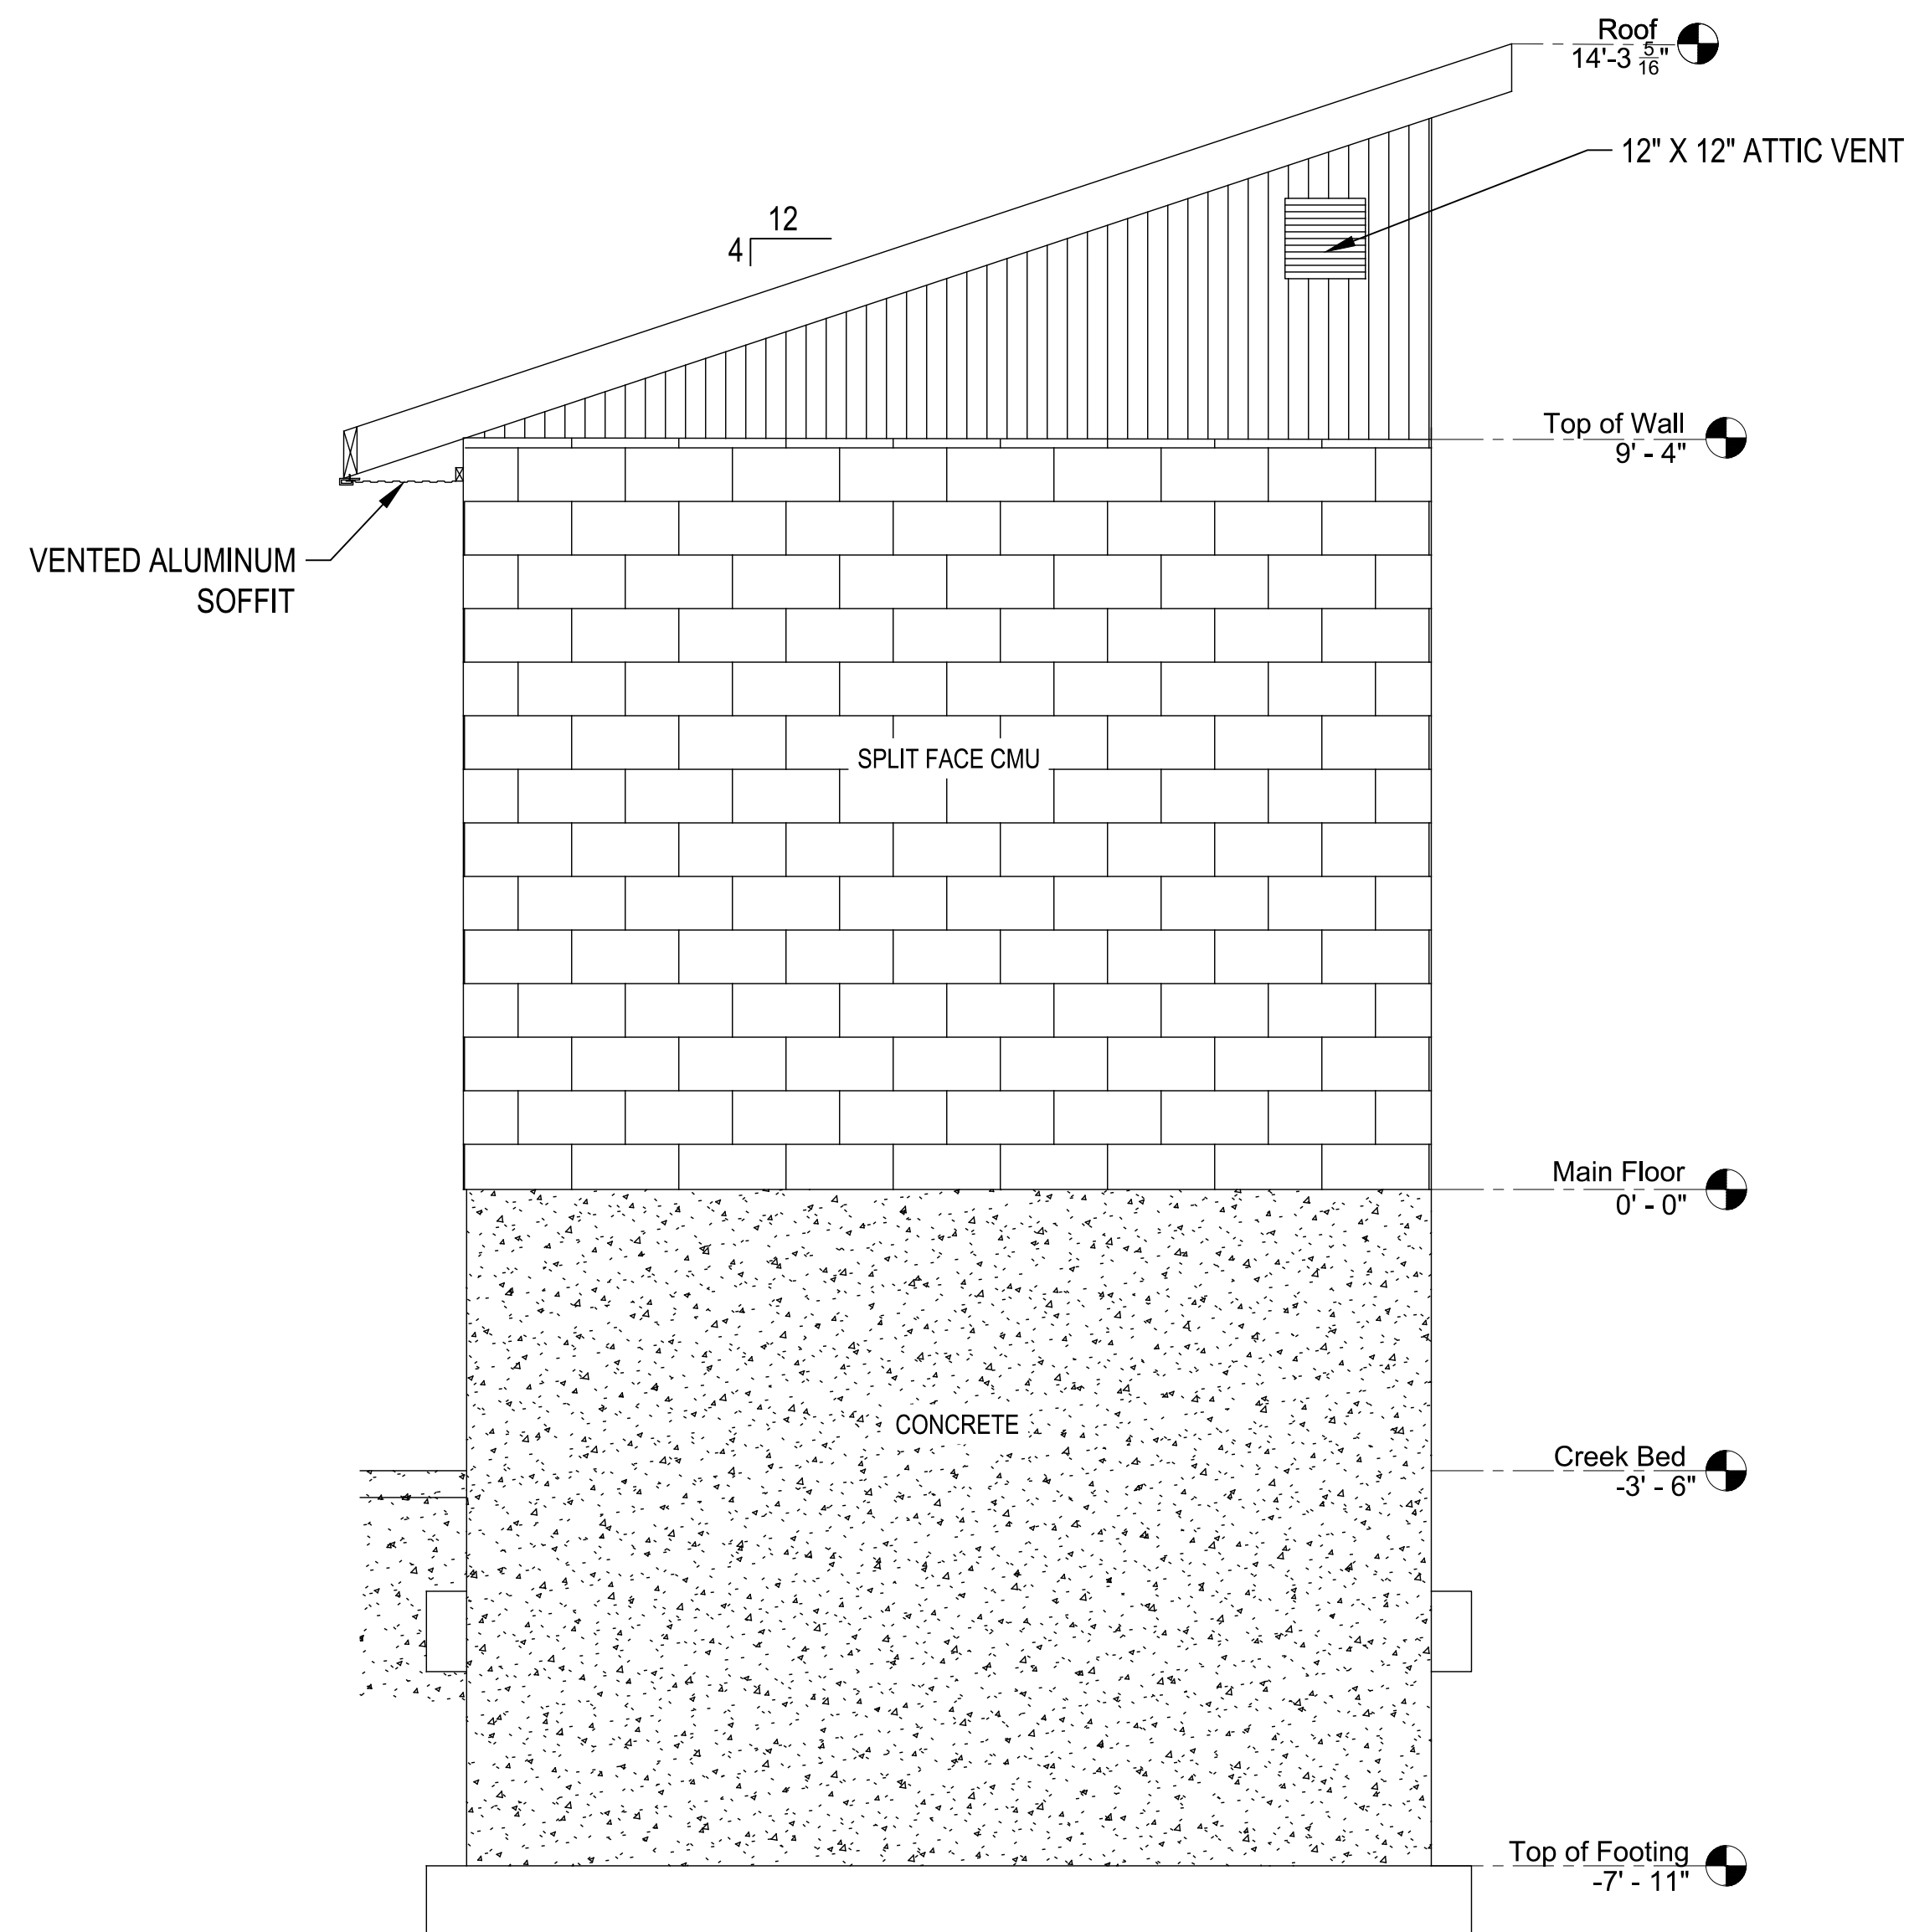 Roof
14'-3 5/16"
12" X 12" ATTIC VENT
12
4
Top of Wall
9' - 4"
VENTED ALUMINUM
SOFFIT
SPLIT FACE CMU
Main Floor
0' - 0"
CONCRETE
Creek Bed
-3' - 6"
Top of Footing
-7' - 11"